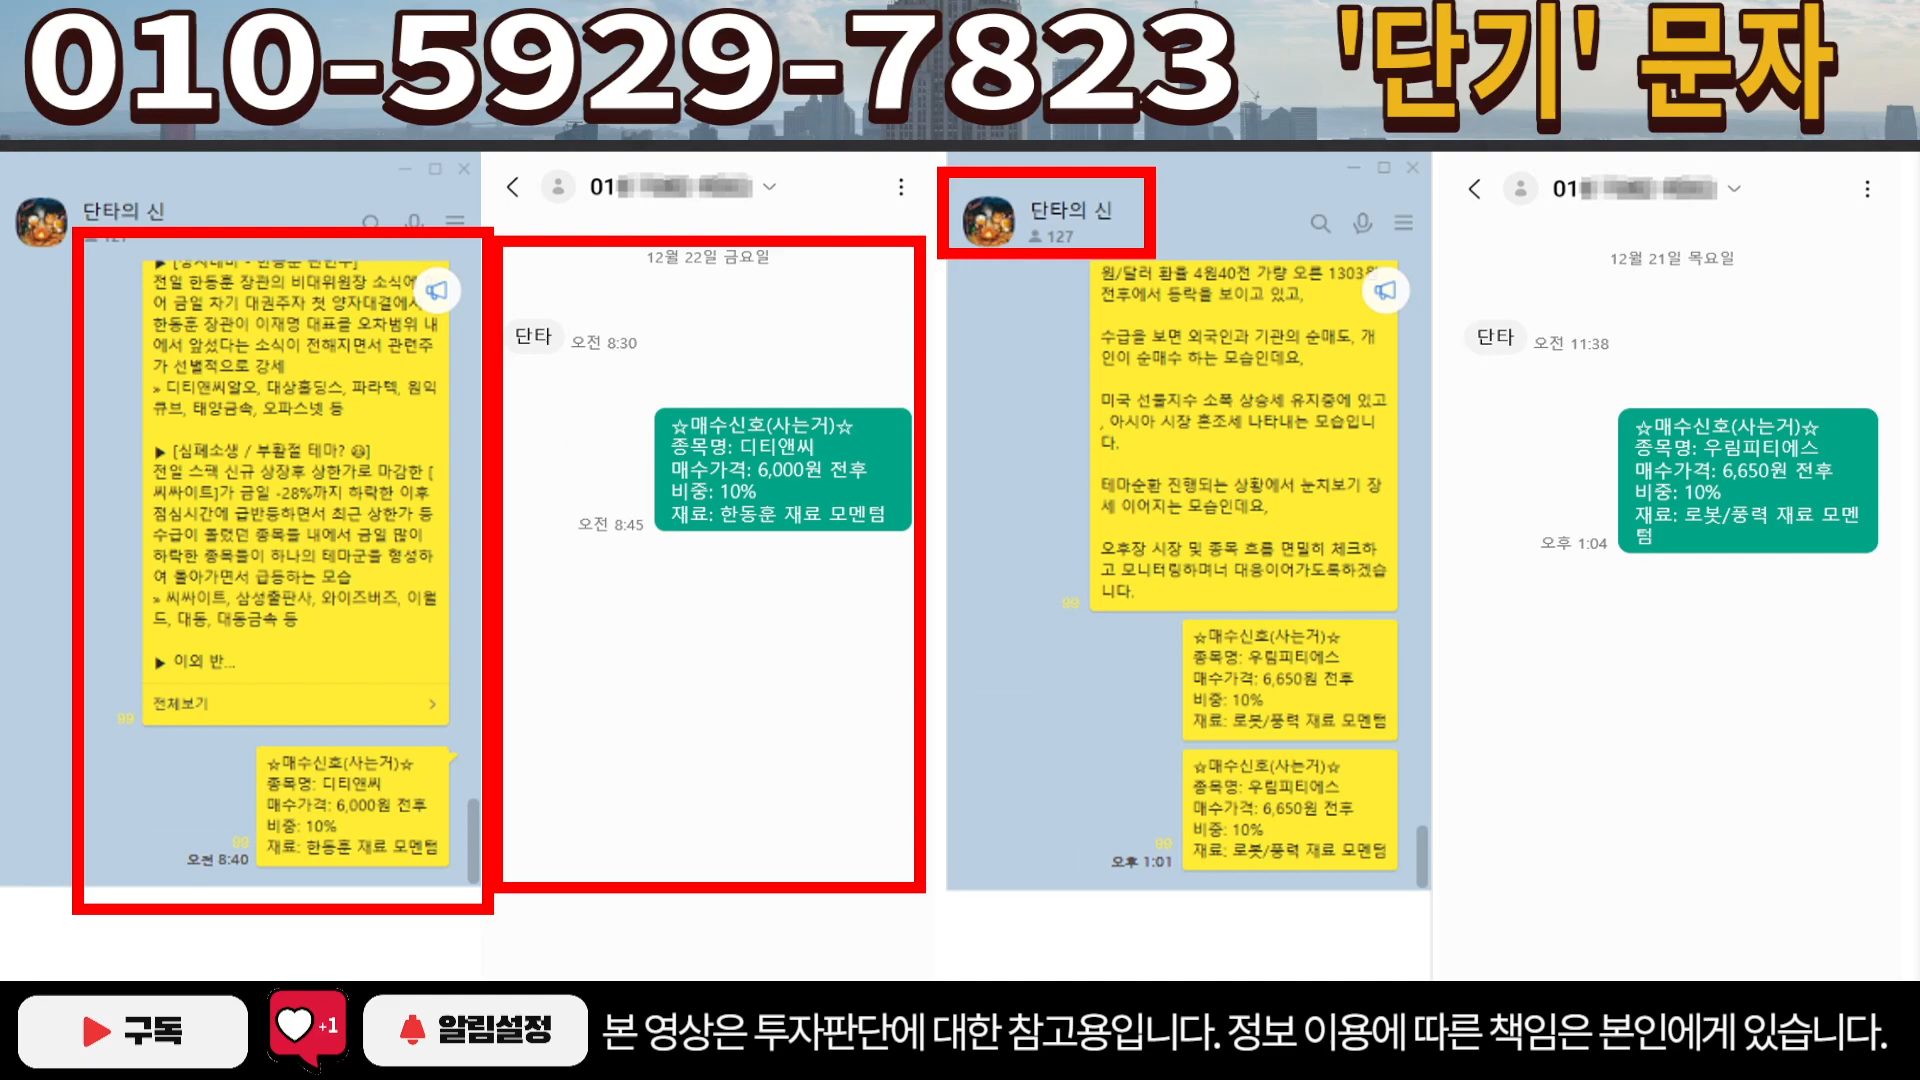 010-5929-7823 '단기' 문자
단타의 신
전일 한동훈 장관의 비대위원장 소식에
어 금일 차기 대권주자 첫 양자대결에서
한동훈 장관이 이재명 대표를 오차범위 내
에서 앞섰다는 소식이 전해지면서 관련주
가 선별적으로 강세
» 디티앤씨알오, 대상홀딩스, 파라텍, 원익
큐브, 태양금속, 오파스넷 등
▶ [심폐소생 / 부활절 테마? ]
전일 스팩 신규 상장후 상한가로 마감한 [
씨싸이트]가 금일 -28%까지 하락한 이후
점심시간에 급반등하면서 최근 상한가 등
수급이 쏠렸던 종목들 내에서 금일 많이
하락한 종목들이 하나의 테마군을 형성하
여 돌아가면서 급등하는 모습
» 씨싸이트, 삼성출판사, 와이즈버즈, 이월
드, 대동, 대동금속 등
▶ 이외 반...
전체보기
99
☆매수신호(사는거)☆
종목명: 디티앤씨
매수가격: 6,000원 전후
비중: 10%
재료: 한동훈 재료 모멘텀
99
오전 8:40
01
12월 22일 금요일
단타
오전 8:30
☆매수신호(사는거)☆
종목명: 디티앤씨
매수가격: 6,000원 전후
비중: 10%
재료: 한동훈 재료 모멘텀
오전 8:45
단타의 신
127
원/달러 환율 4원40전 가량 오른 1303원
전후에서 등락을 보이고 있고,
수급을 보면 외국인과 기관의 순매도, 개
인이 순매수 하는 모습인데요,
미국 선물지수 소폭 상승세 유지중에 있고
, 아시아 시장 혼조세 나타내는 모습입니
다.
테마순환 진행되는 상황에서 눈치보기 장
세 이어지는 모습인데요,
오후장 시장 및 종목 흐름 면밀히 체크하
고 모니터링하며너 대응이어가도록하겠습
니다.
99
☆매수신호(사는거)☆
종목명: 우림피티에스
매수가격: 6,650원 전후
비중: 10%
재료: 로봇/풍력 재료 모멘텀
☆매수신호(사는거)☆
종목명: 우림피티에스
매수가격: 6,650원 전후
비중: 10%
재료: 로봇/풍력 재료 모멘텀
99
오후 1:01
01
12월 21일 목요일
단타
오전 11:38
☆매수신호(사는거)☆
종목명: 우림피티에스
매수가격: 6,650원 전후
비중: 10%
재료: 로봇/풍력 재료 모멘
텀
오후 1:04
구독
+1
알림설정
본 영상은 투자판단에 대한 참고용입니다. 정보 이용에 따른 책임은 본인에게 있습니다.